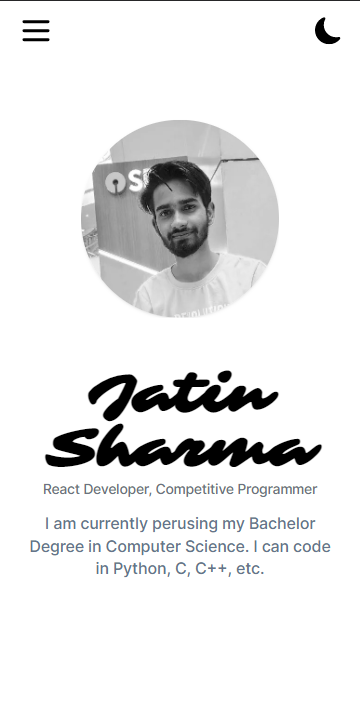 Jatin
Sharma
React Developer, Competitive Programmer
I am currently perusing my Bachelor
Degree in Computer Science. I can code
in Python, C, C++, etc.